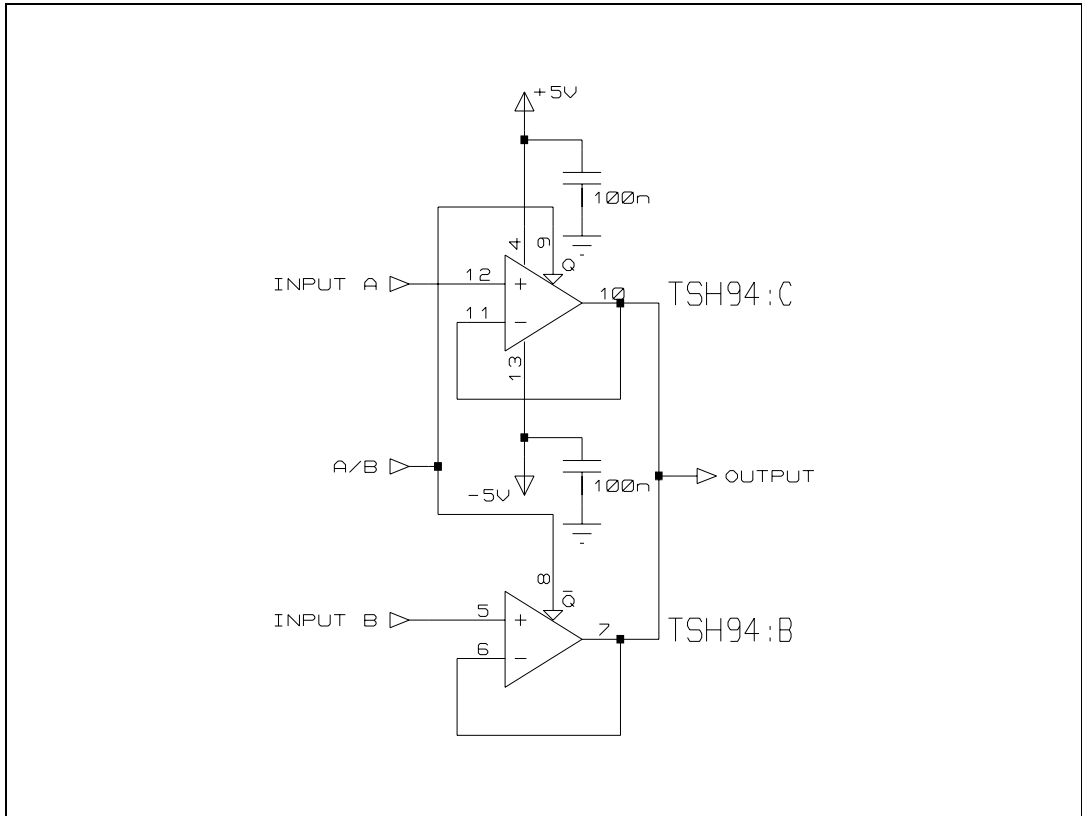 +5V
100n
4
9
Q
INPUT A
12
+
10
TSH94:C
11
−
13
A/B
-5V
100n
OUTPUT
8
Q̄
INPUT B
5
+
7
TSH94:B
6
−